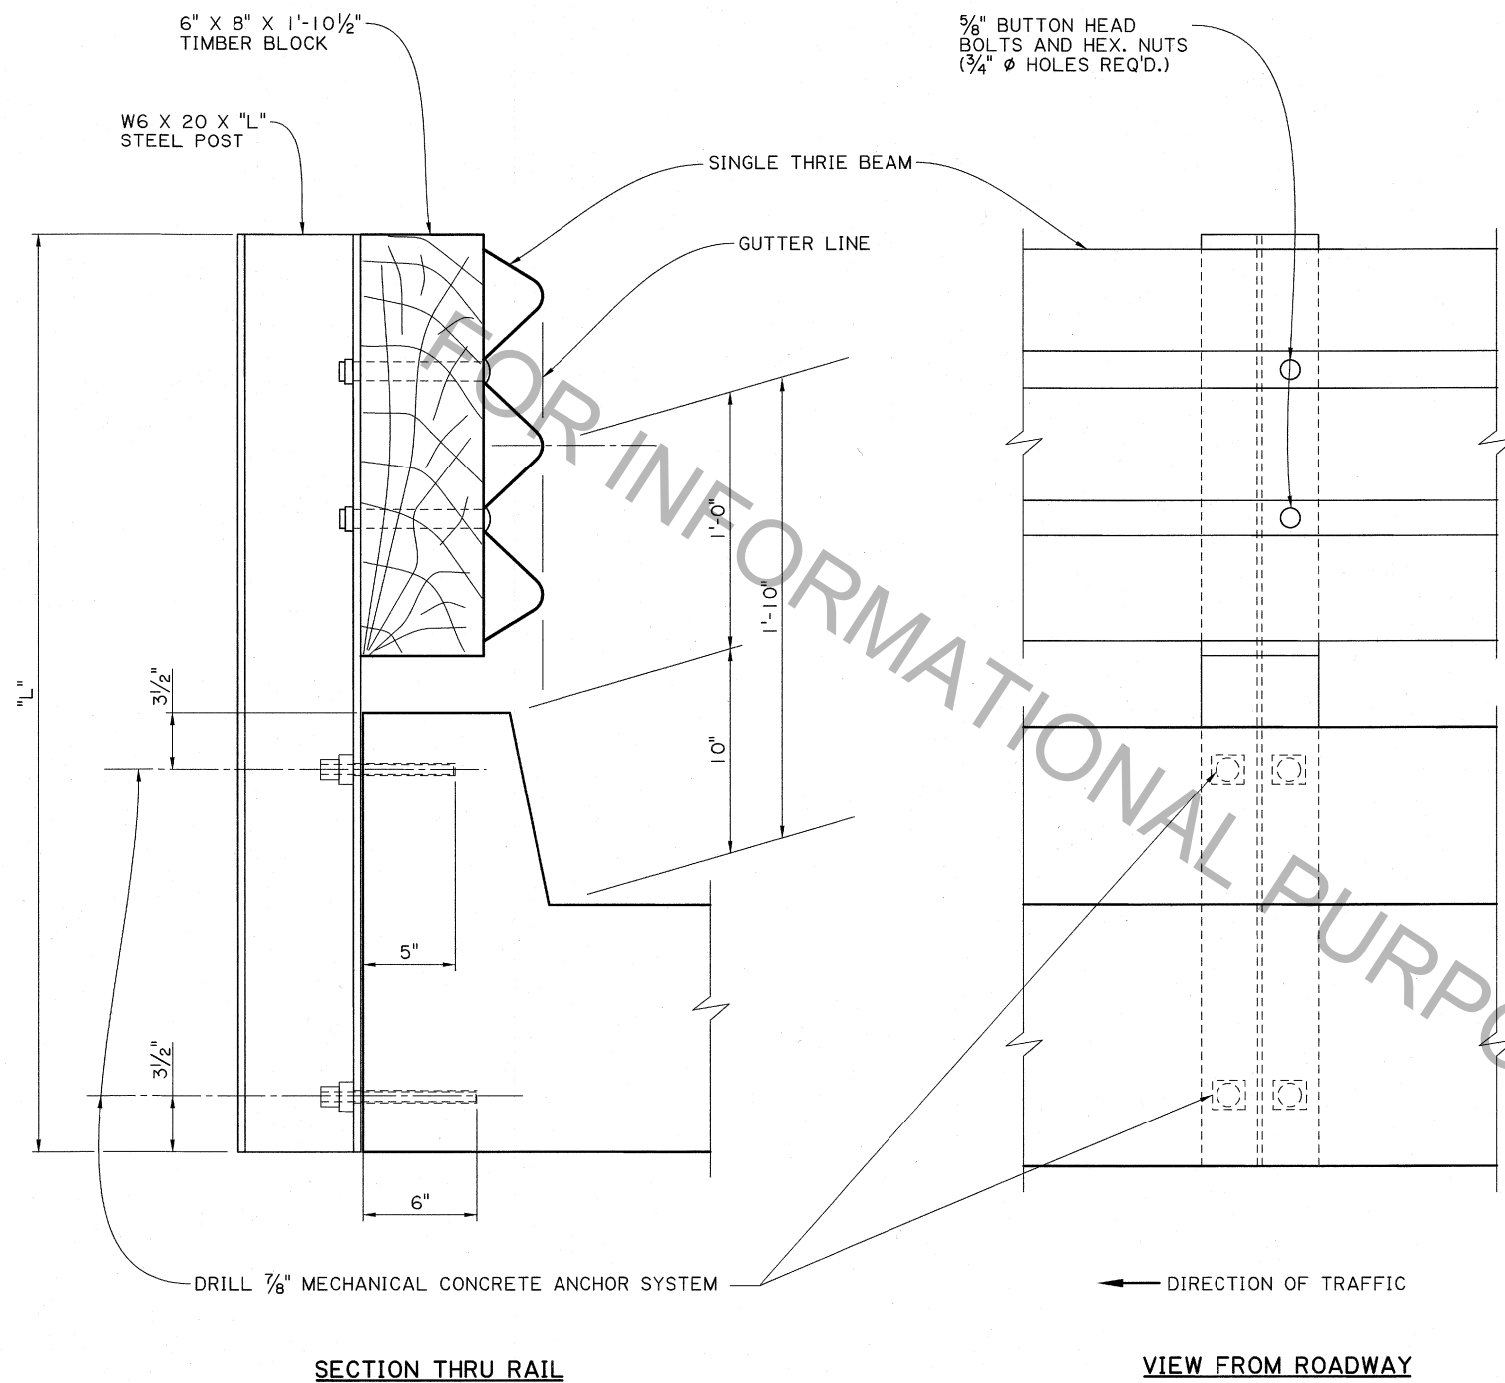 6" X 8" X 1'-10½"
TIMBER BLOCK
⅝" BUTTON HEAD
BOLTS AND HEX. NUTS
(¾" ø HOLES REQ'D.)
W6 X 20 X "L"
STEEL POST
SINGLE THRIE BEAM
GUTTER LINE
1'-0"
1'-10"
"L"
3½"
10"
5"
3½"
6"
DRILL ⅞" MECHANICAL CONCRETE ANCHOR SYSTEM
DIRECTION OF TRAFFIC
SECTION THRU RAIL
VIEW FROM ROADWAY
FOR INFORMATIONAL PURPO